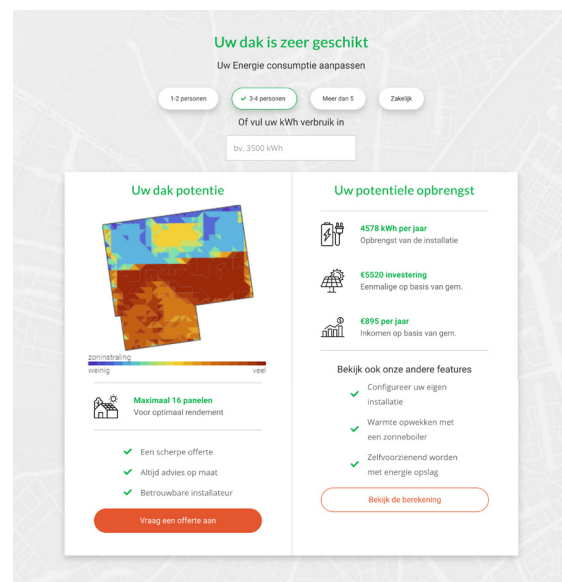 Uw dak is zeer geschikt
Uw Energie consumptie aanpassen
1-2 personen
3-4 personen
Meer dan 5
Zakelijk
Of vul uw kWh verbruik in
bv. 3500 kWh
Uw dak potentie
zoninstraling
weinig
veel
Maximaal 16 panelen
Voor optimaal rendement
Een scherpe offerte
Altijd advies op maat
Betrouwbare installateur
Vraag een offerte aan
Uw potentiele opbrengst
4578 kWh per jaar
Opbrengst van de installatie
€5520 investering
Eenmalige op basis van gem.
€895 per jaar
Inkomen op basis van gem.
Bekijk ook onze andere features
Configureer uw eigen
installatie
Warmte opwekken met
een zonneboiler
Zelfvoorzienend worden
met energie opslag
Bekijk de berekening